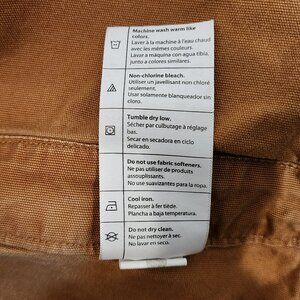 Machine wash warm like
colors.
Laver à la machine à l'eau chaud
avec les mêmes couleurs.
Lavar a maquina con agua tibia,
junto a colores similares.
Non-chlorine bleach.
Utiliser un javellisant non chloré
seulement.
Usar solamente blanqueador sin
cloro.
Tumble dry low.
Sécher par culbutage à réglage
bas.
Secar en secadora en ciclo
delicado.
Do not use fabric softeners.
Ne pas utiliser de produits
assouplissants.
No use suavizantes para la ropa.
Cool iron.
Repasser à fer tiède.
Plancha a baja temperatura.
Do not dry clean.
Ne pas nettoyer à sec.
No lavar en seco.